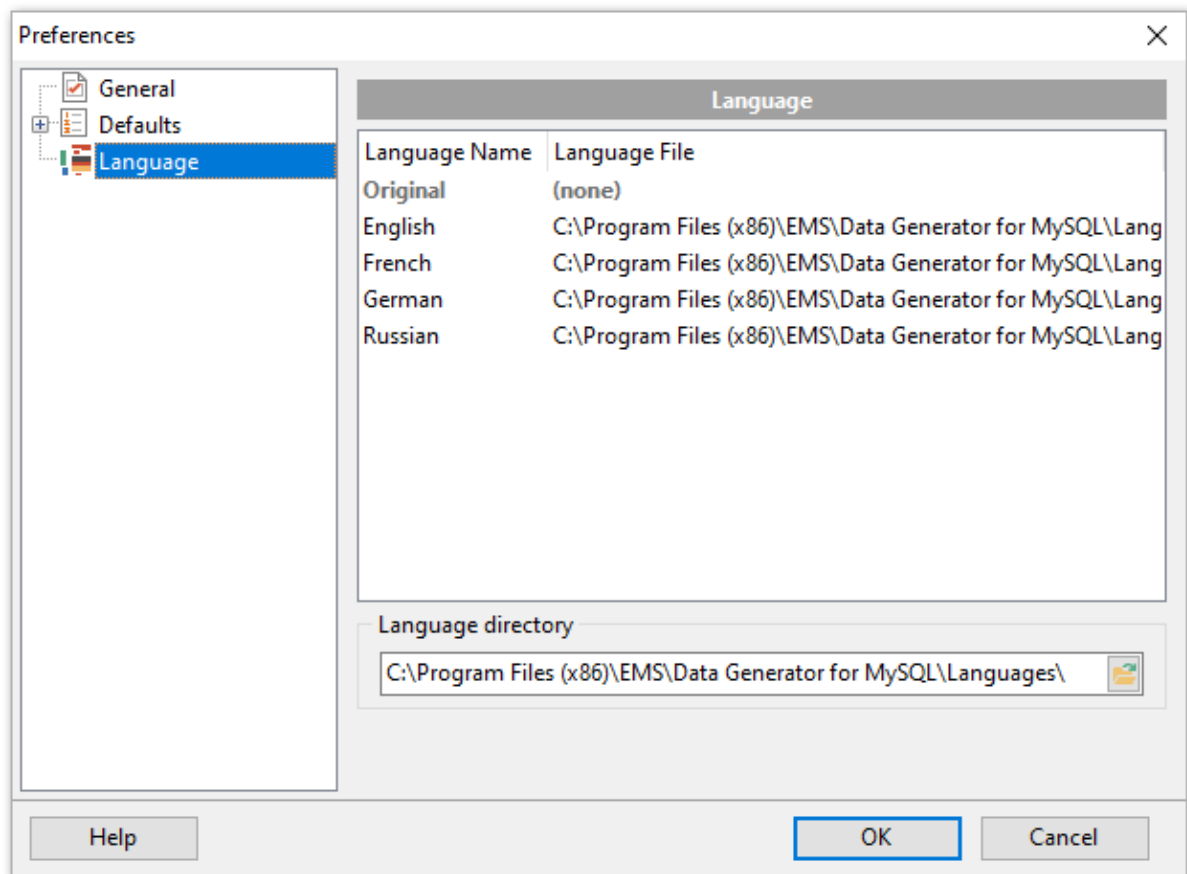 Preferences
General
Defaults
Language
Language
Language Name Language File
Original (none)
English C:\Program Files (x86)\EMS\Data Generator for MySQL\Lang
French C:\Program Files (x86)\EMS\Data Generator for MySQL\Lang
German C:\Program Files (x86)\EMS\Data Generator for MySQL\Lang
Russian C:\Program Files (x86)\EMS\Data Generator for MySQL\Lang
Language directory
C:\Program Files (x86)\EMS\Data Generator for MySQL\Languages\
Help OK Cancel